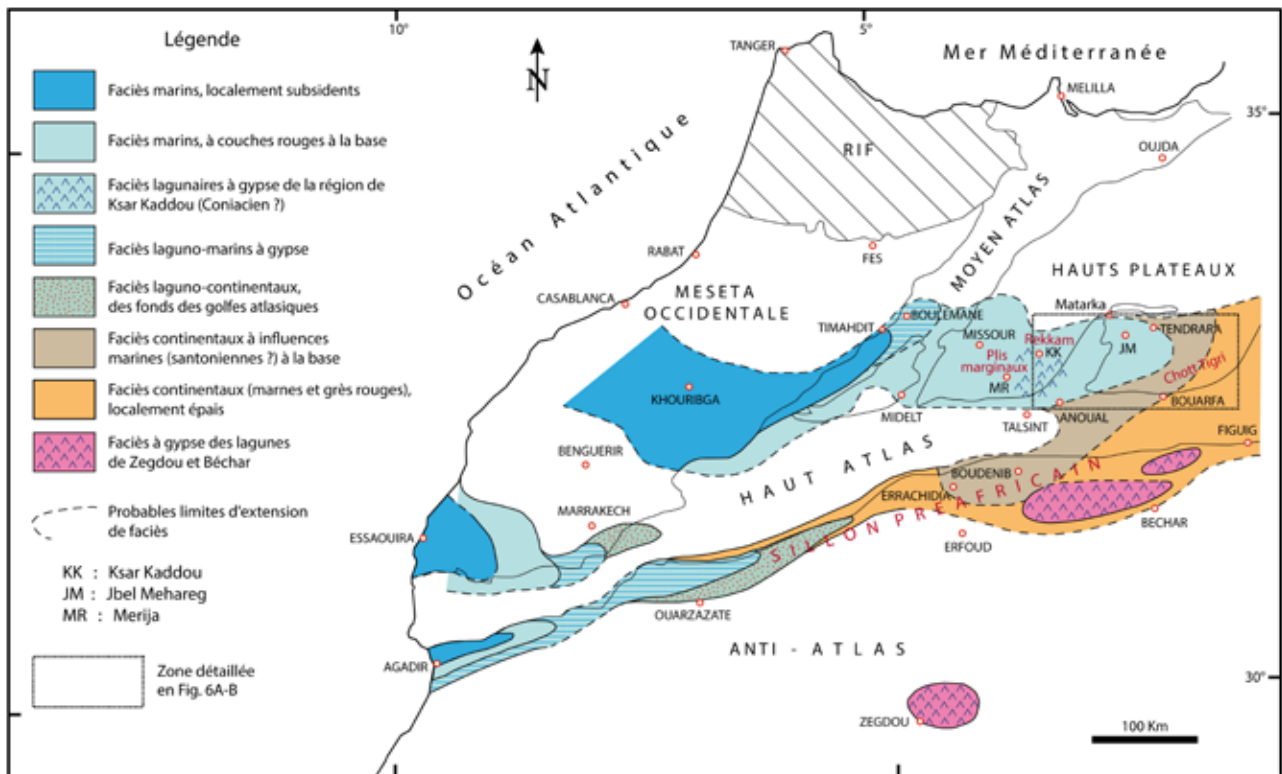 Légende
Faciès marins, localement subsidents
Faciès marins, à couches rouges à la base
Faciès lagunaires à gypse de la région de
Ksar Kaddou (Coniacien ?)
Faciès laguno-marins à gypse
Faciès laguno-continentaux,
des fonds des golfes atlasiques
Faciès continentaux à influences
marines (santoniennes ?) à la base
Faciès continentaux (marnes et grès rouges),
localement épais
Faciès à gypse des lagunes
de Zegdou et Béchar
Probables limites d'extension
de faciès
KK : Ksar Kaddou
JM : Jbel Mehareg
MR : Merija
Zone détaillée
en Fig. 6A-B
10°
5°
N
TANGER
Mer Méditerranée
MELILLA
35°
OUJDA
RIF
Océan Atlantique
RABAT
FES
MOYEN ATLAS
CASABLANCA
MESETA
OCCIDENTALE
HAUTS PLATEAUX
Matarka
BOULEMANE
TIMAHDIT
MISSOUR
Rekkam
TENDRARA
KK
JM
Plis
marginaux
MR
Chott Tigri
KHOURIBGA
MIDELT
TALSINT
ANOUAL
BOUARFA
BENGUERIR
HAUT ATLAS
FIGUIG
BOUDENIB
ERRACHIDIA
SILLON PREAFRICAIN
MARRAKECH
ESSAOUIRA
ERFOUD
BECHAR
OUARZAZATE
AGADIR
ANTI - ATLAS
30°
ZEGDOU
100 Km